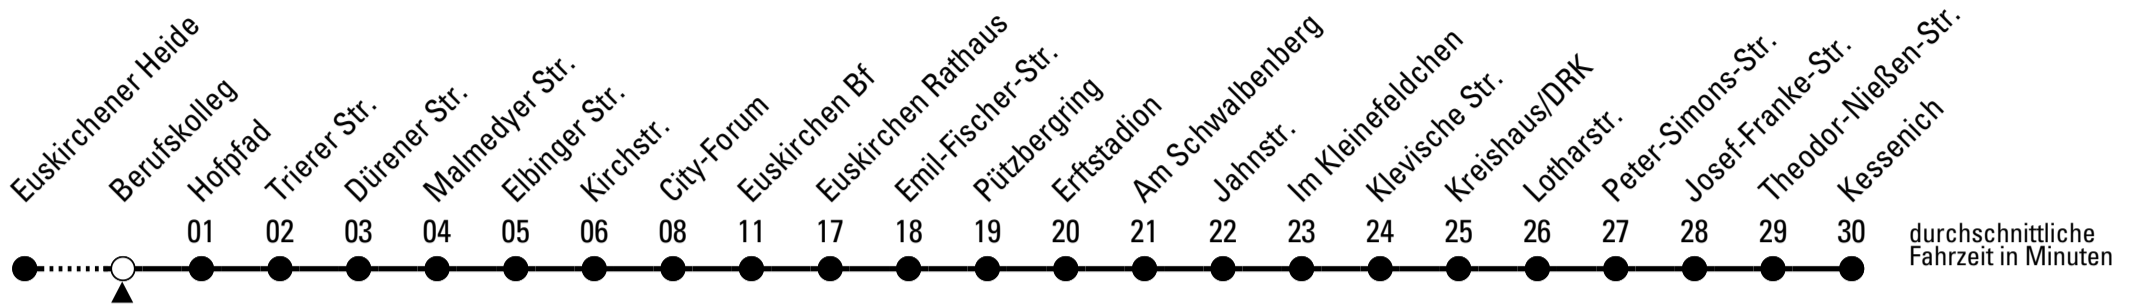 Euskirchener Heide
Berufskolleg
Hofpfad
Trierer Str.
Dürener Str.
Malmedyer Str.
Elbinger Str.
Kirchstr.
City-Forum
Euskirchen Bf
Euskirchen Rathaus
Emil-Fischer-Str.
Pützbergring
Erftstadion
Am Schwalbenberg
Jahnstr.
Im Kleinefeldchen
Klevische Str.
Kreishaus/DRK
Lotharstr.
Peter-Simons-Str.
Josef-Franke-Str.
Theodor-Nießen-Str.
Kessenich
01 02 03 04 05 06 08 11 17 18 19 20 21 22 23 24 25 26 27 28 29 30
durchschnittliche
Fahrzeit in Minuten